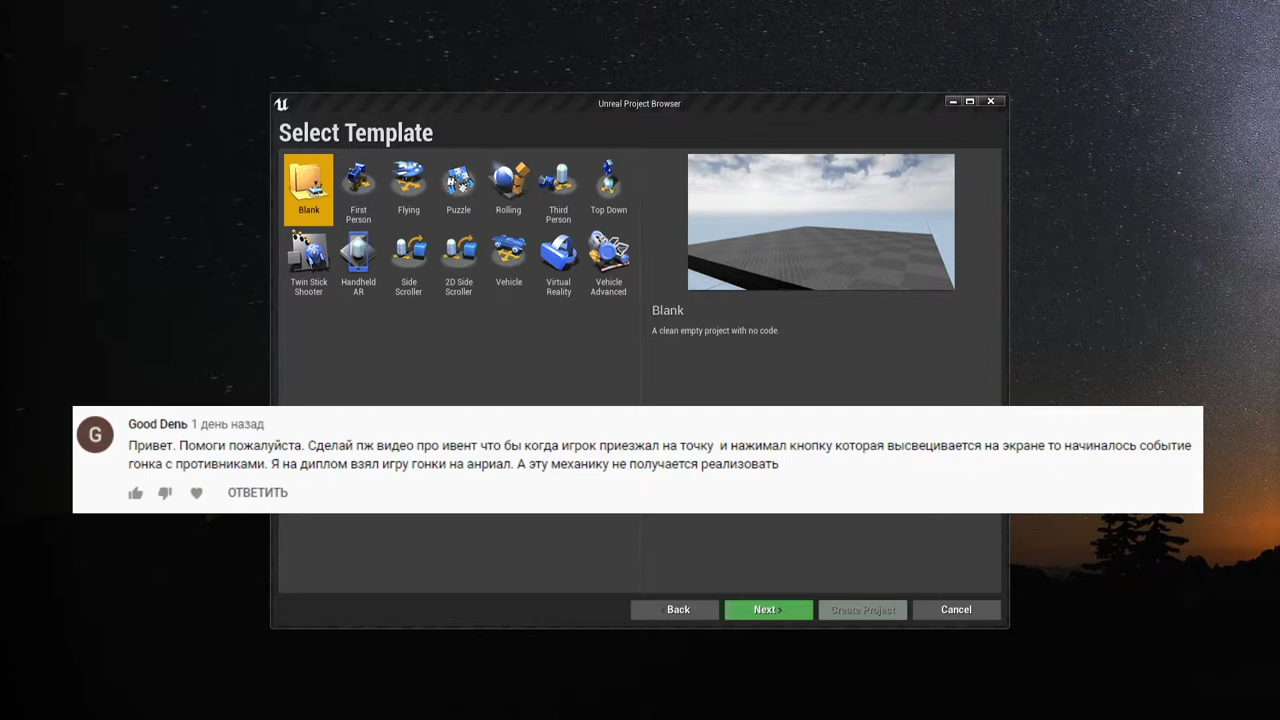 Unreal Project Browser
Select Template
Blank
First Person
Flying
Puzzle
Rolling
Third Person
Top Down
Twin Stick Shooter
Handheld AR
Side Scroller
2D Side Scroller
Vehicle
Virtual Reality
Vehicle Advanced
Blank
A clean empty project with no code.
Good Denь 1 день назад
Привет. Помоги пожалуйста. Сделай пж видео про ивент что бы когда игрок приезжал на точку и нажимал кнопку которая высвецивается на экране то начиналось событие
гонка с противниками. Я на диплом взял игру гонки на анриал. А эту механику не получается реализовать
ОТВЕТИТЬ
Back
Next >
Create Project
Cancel